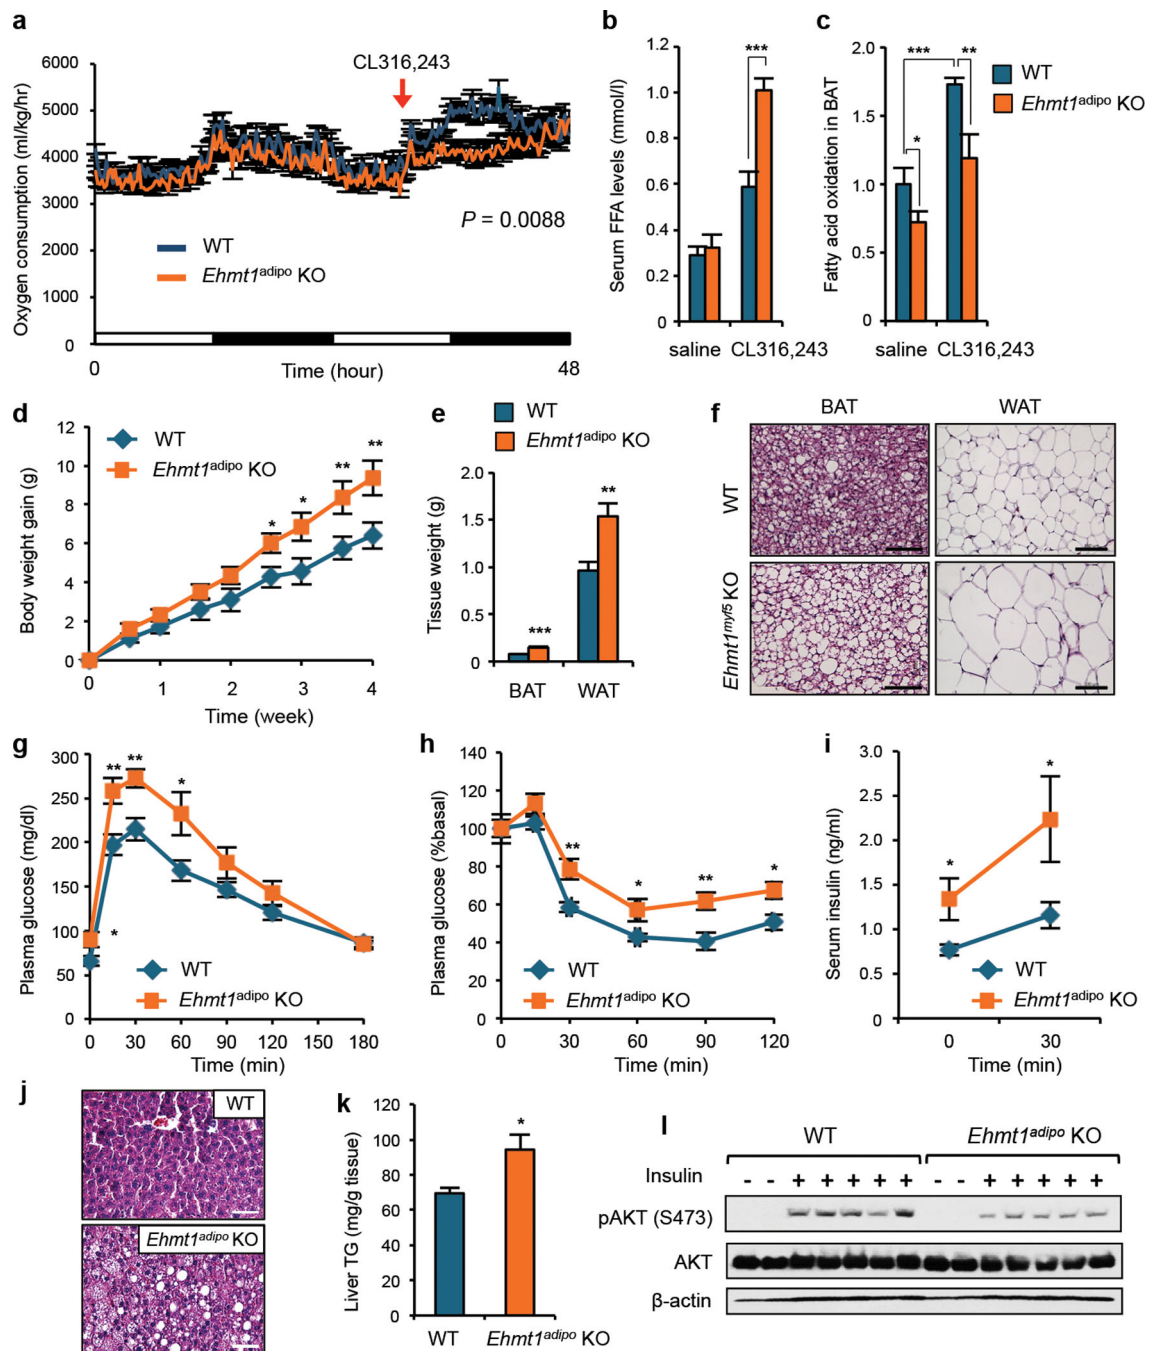 a
6000
5000
4000
3000
2000
1000
0
Oxygen consumption (ml/kg/hr)
CL316,243
P = 0.0088
WT
Ehmt1adipo KO
0
48
Time (hour)
b
1.2
1.0
0.8
0.6
0.4
0.2
0
Serum FFA levels (mmol/l)
***
saline CL316,243
c
2.0
1.5
1.0
0.5
0
Fatty acid oxidation in BAT
***
**
*
saline CL316,243
WT
Ehmt1adipo KO
d
12
10
8
6
4
2
0
Body weight gain (g)
WT
Ehmt1adipo KO
*
*
**
**
0 1 2 3 4
Time (week)
e
WT
Ehmt1adipo KO
2.0
1.5
1.0
0.5
0
Tissue weight (g)
***
**
BAT WAT
f
BAT WAT
WT
Ehmt1myf5 KO
g
300
250
200
150
100
50
0
Plasma glucose (mg/dl)
**
**
*
*
WT
Ehmt1adipo KO
0 30 60 90 120 150 180
Time (min)
h
140
120
100
80
60
40
20
0
Plasma glucose (%basal)
**
*
**
*
WT
Ehmt1adipo KO
0 30 60 90 120
Time (min)
i
3.0
2.5
2.0
1.5
1.0
0.5
0
Serum insulin (ng/ml)
*
*
WT
Ehmt1adipo KO
0 30
Time (min)
j
WT
Ehmt1adipo KO
k
120
100
80
60
40
20
0
Liver TG (mg/g tissue)
*
WT Ehmt1adipo KO
l
WT Ehmt1adipo KO
Insulin - - + + + + + - - + + + + +
pAKT (S473)
AKT
β-actin